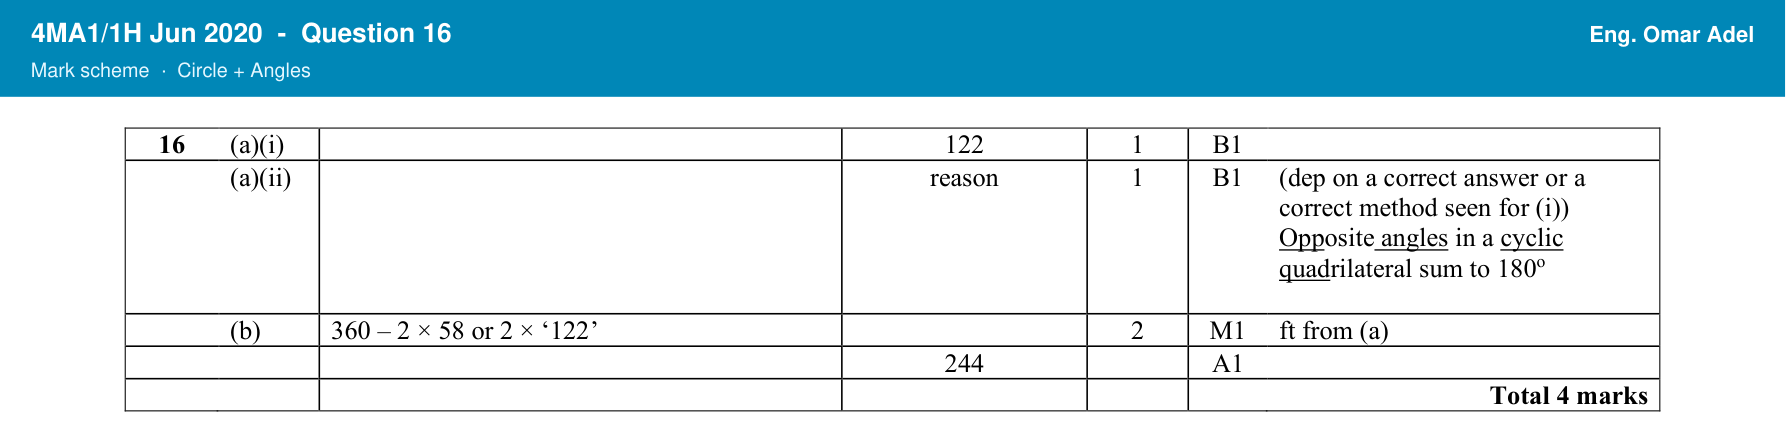 4MA1/1H Jun 2020 - Question 16
Eng. Omar Adel
Mark scheme · Circle + Angles
16 (a)(i) 122 1 B1
(a)(ii) reason 1 B1 (dep on a correct answer or a
correct method seen for (i))
Opposite angles in a cyclic
quadrilateral sum to 180º
(b) 360 – 2 × 58 or 2 × ‘122’ 2 M1 ft from (a)
244 A1
Total 4 marks